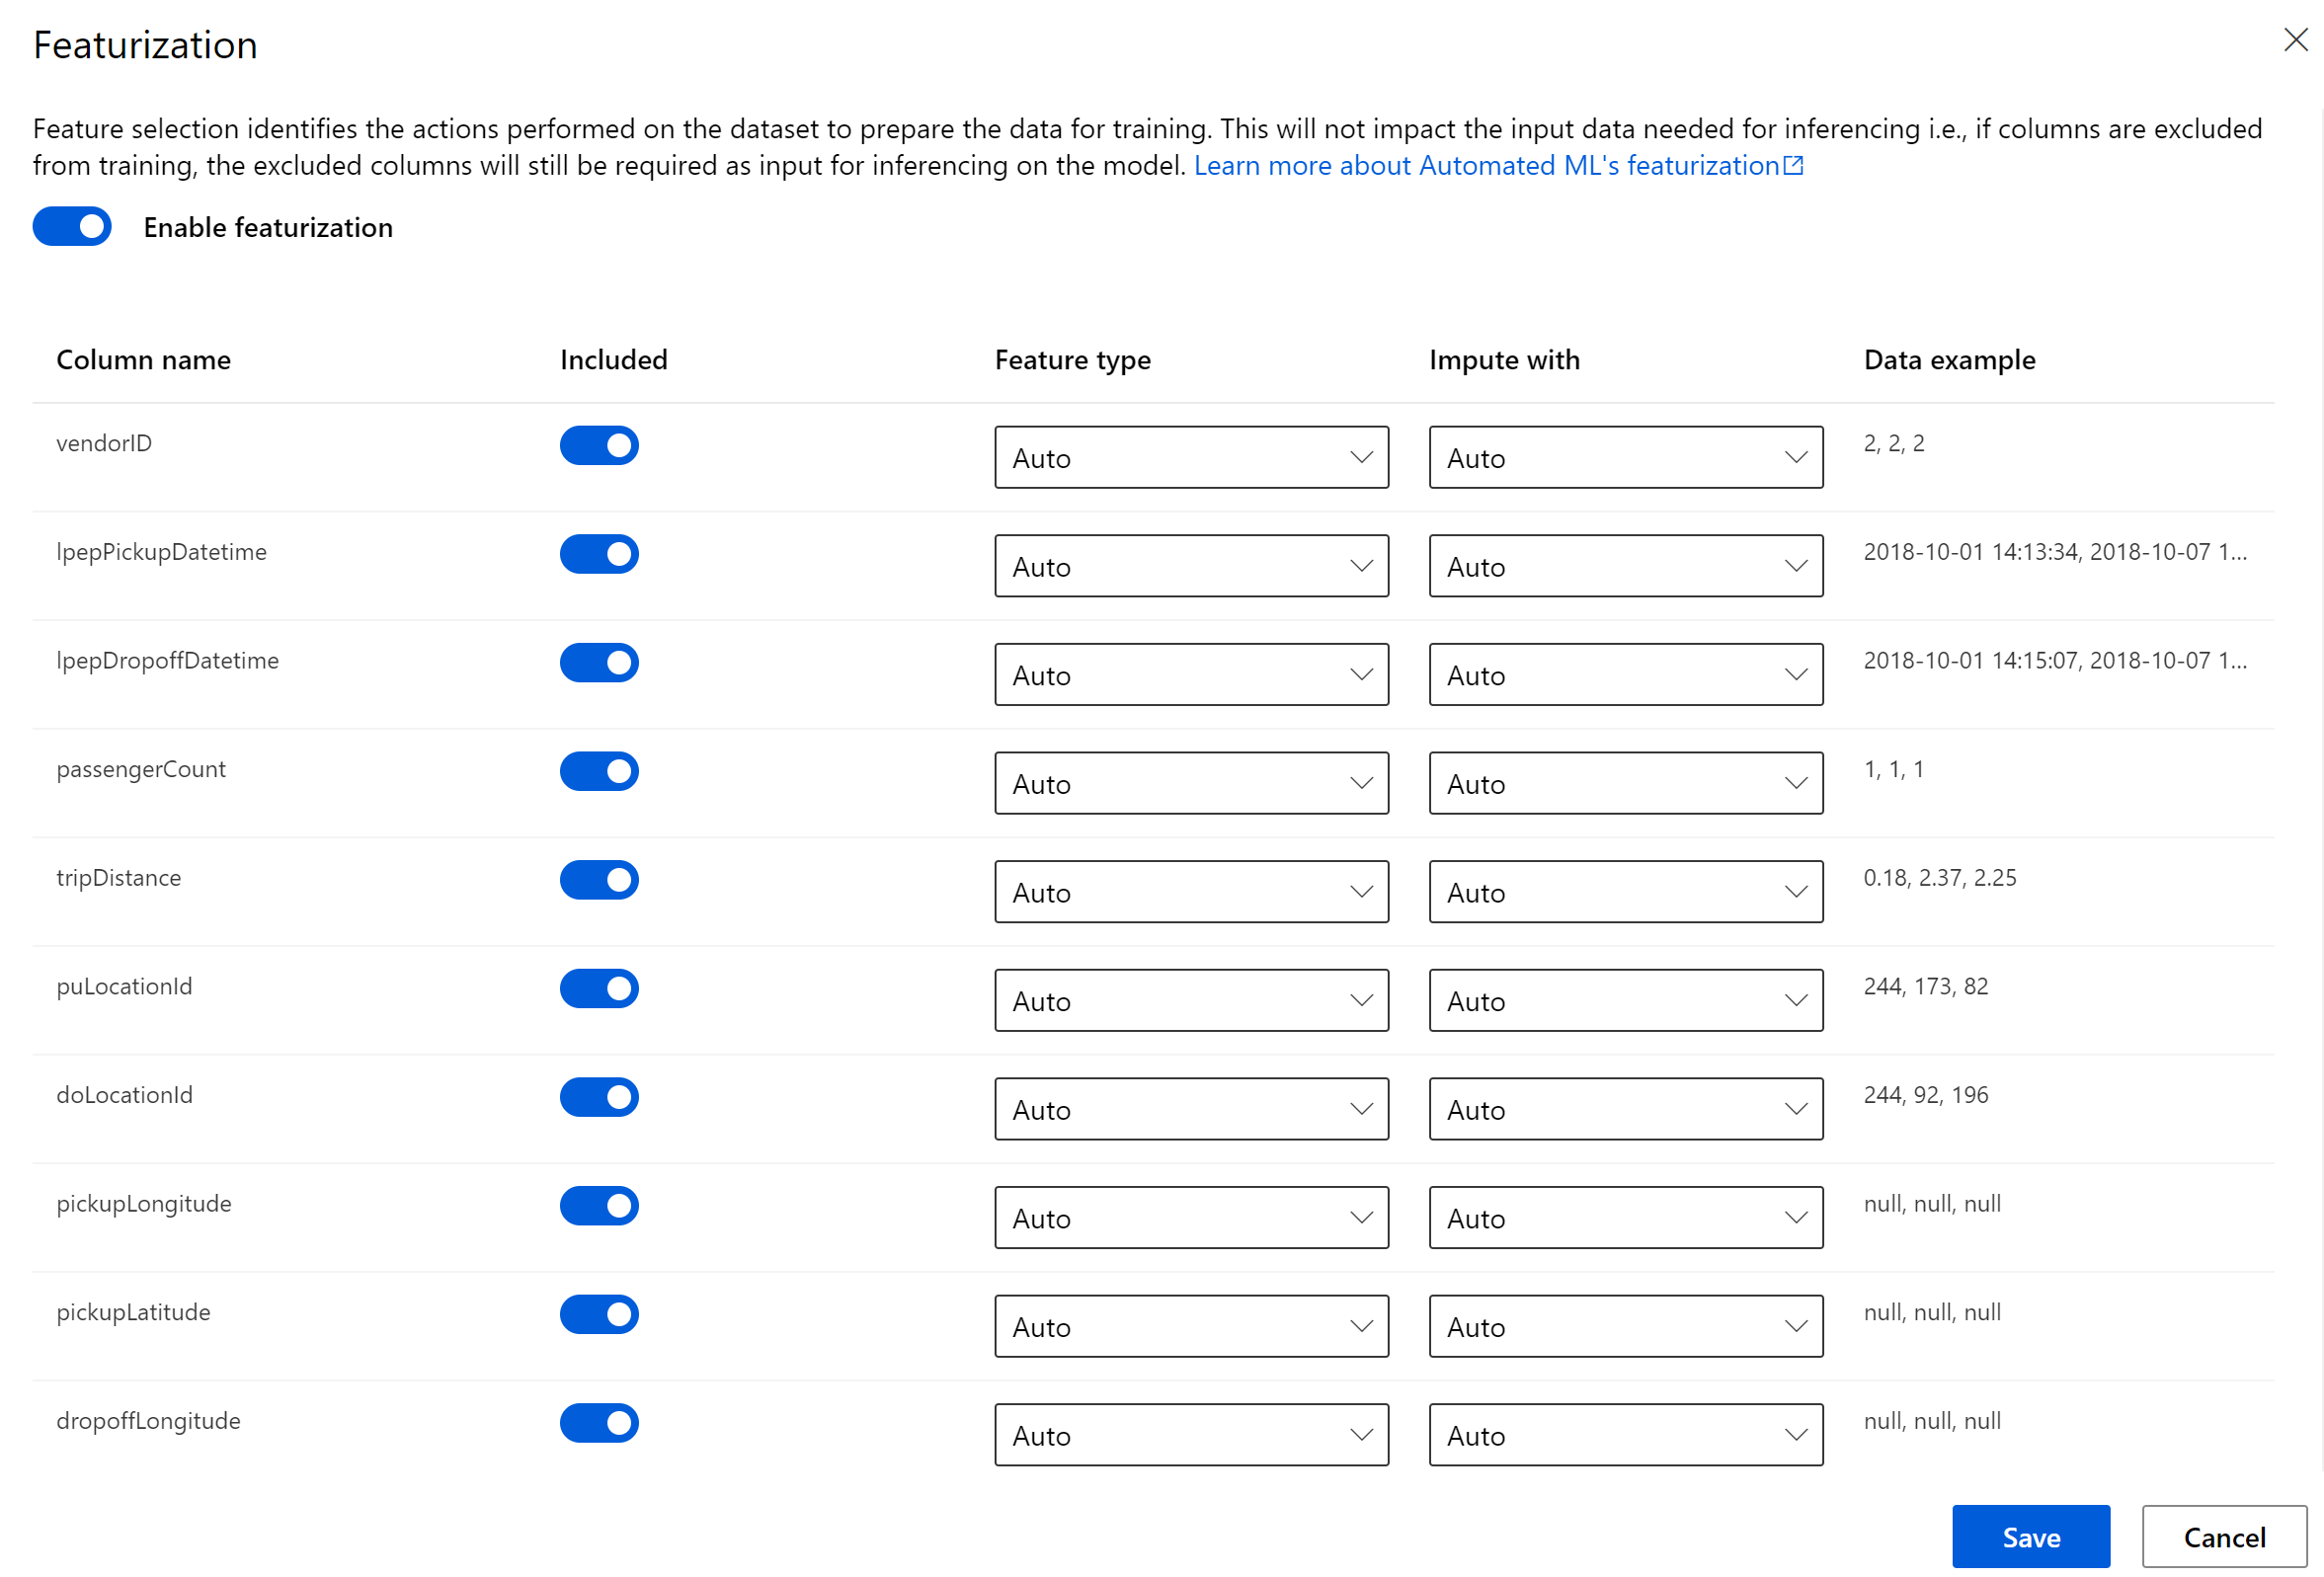 Featurization
Feature selection identifies the actions performed on the dataset to prepare the data for training. This will not impact the input data needed for inferencing i.e., if columns are excluded
from training, the excluded columns will still be required as input for inferencing on the model. Learn more about Automated ML's featurization
Enable featurization
Column name Included Feature type Impute with Data example
vendorID Auto Auto 2, 2, 2
lpepPickupDatetime Auto Auto 2018-10-01 14:13:34, 2018-10-07 1...
lpepDropoffDatetime Auto Auto 2018-10-01 14:15:07, 2018-10-07 1...
passengerCount Auto Auto 1, 1, 1
tripDistance Auto Auto 0.18, 2.37, 2.25
puLocationId Auto Auto 244, 173, 82
doLocationId Auto Auto 244, 92, 196
pickupLongitude Auto Auto null, null, null
pickupLatitude Auto Auto null, null, null
dropoffLongitude Auto Auto null, null, null
Save Cancel